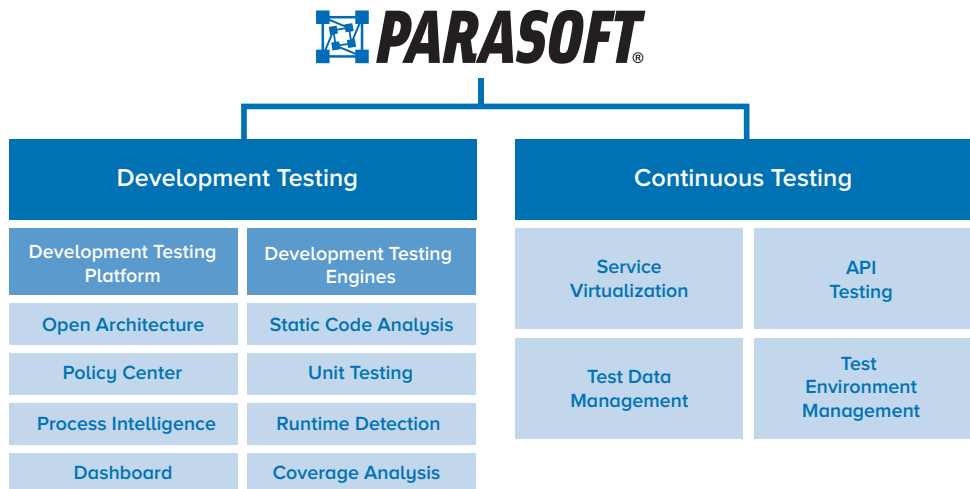 PARASOFT®
Development Testing
Continuous Testing
Development Testing
Platform
Development Testing
Engines
Open Architecture
Static Code Analysis
Policy Center
Unit Testing
Process Intelligence
Runtime Detection
Dashboard
Coverage Analysis
Service
Virtualization
API
Testing
Test Data
Management
Test
Environment
Management